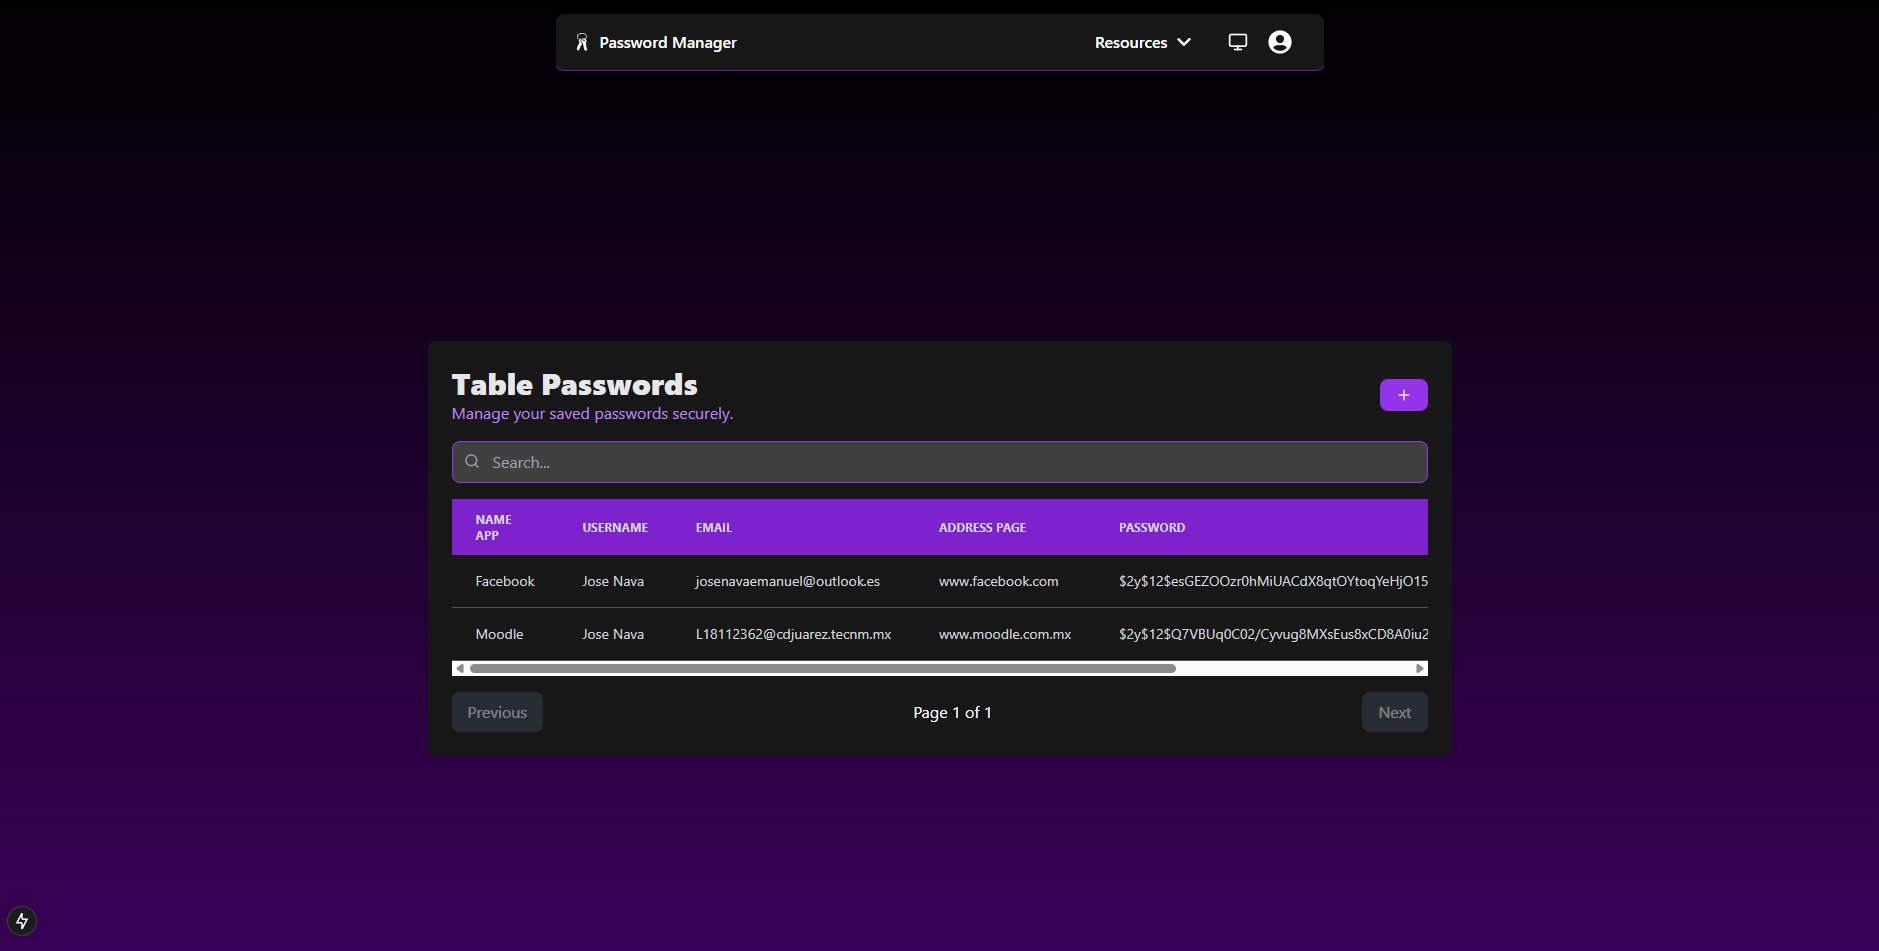 Password Manager
Resources
Table Passwords
Manage your saved passwords securely.
Search...
NAME APP USERNAME EMAIL ADDRESS PAGE PASSWORD
Facebook Jose Nava josenavaemanuel@outlook.es www.facebook.com $2y$12$esGEZOOzr0hMiUACdX8qtOYtoqYeHjO15
Moodle Jose Nava L18112362@cdjuarez.tecnm.mx www.moodle.com.mx $2y$12$Q7VBUq0C02/Cyvug8MXsEus8xCD8A0iu2
Previous Page 1 of 1 Next